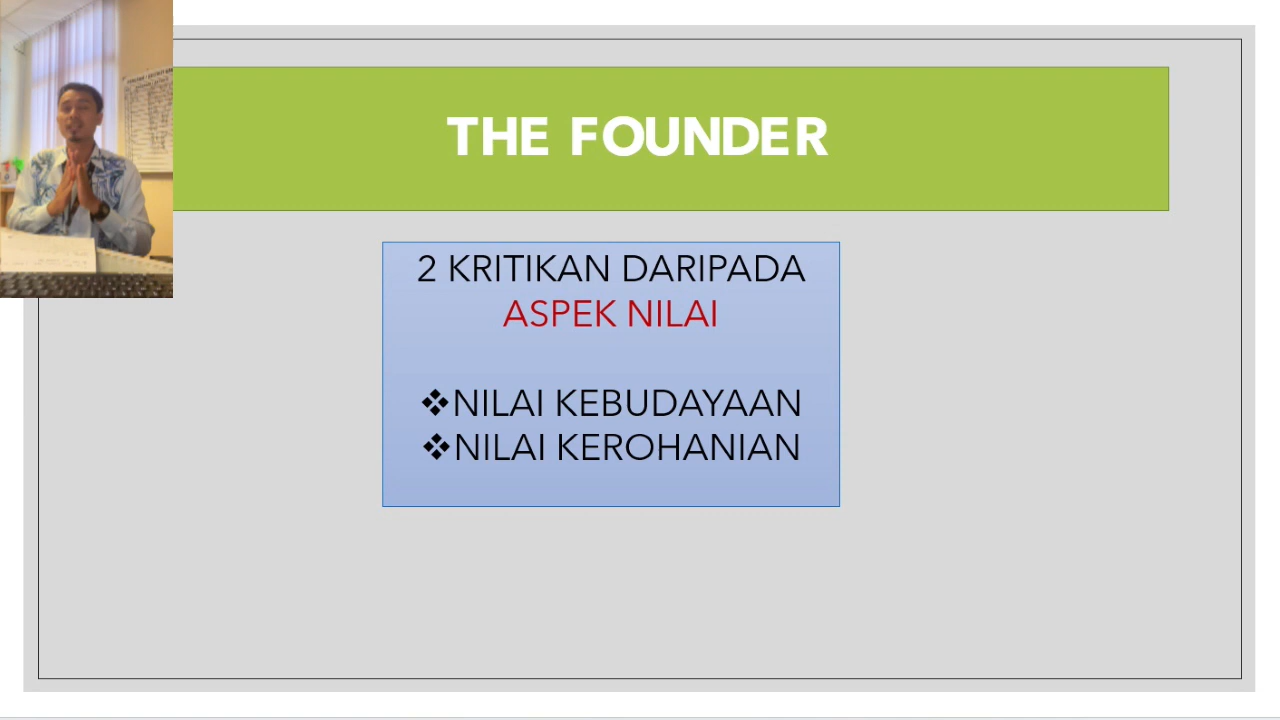 THE FOUNDER
2 KRITIKAN DARIPADA
ASPEK NILAI
❖NILAI KEBUDAYAAN
❖NILAI KEROHANIAN